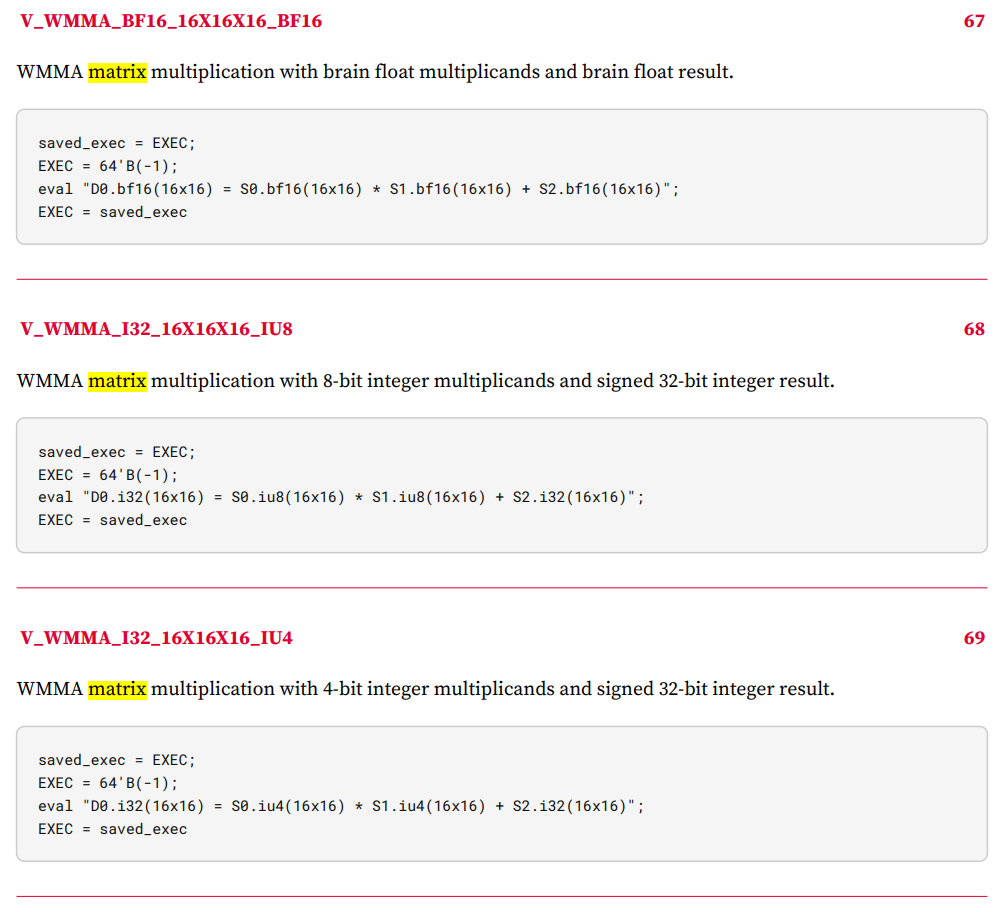 V_WMMA_BF16_16X16X16_BF16 67
WMMA matrix multiplication with brain float multiplicands and brain float result.
saved_exec = EXEC;
EXEC = 64'B(-1);
eval "D0.bf16(16x16) = S0.bf16(16x16) * S1.bf16(16x16) + S2.bf16(16x16)";
EXEC = saved_exec
V_WMMA_I32_16X16X16_IU8 68
WMMA matrix multiplication with 8-bit integer multiplicands and signed 32-bit integer result.
saved_exec = EXEC;
EXEC = 64'B(-1);
eval "D0.i32(16x16) = S0.iu8(16x16) * S1.iu8(16x16) + S2.i32(16x16)";
EXEC = saved_exec
V_WMMA_I32_16X16X16_IU4 69
WMMA matrix multiplication with 4-bit integer multiplicands and signed 32-bit integer result.
saved_exec = EXEC;
EXEC = 64'B(-1);
eval "D0.i32(16x16) = S0.iu4(16x16) * S1.iu4(16x16) + S2.i32(16x16)";
EXEC = saved_exec